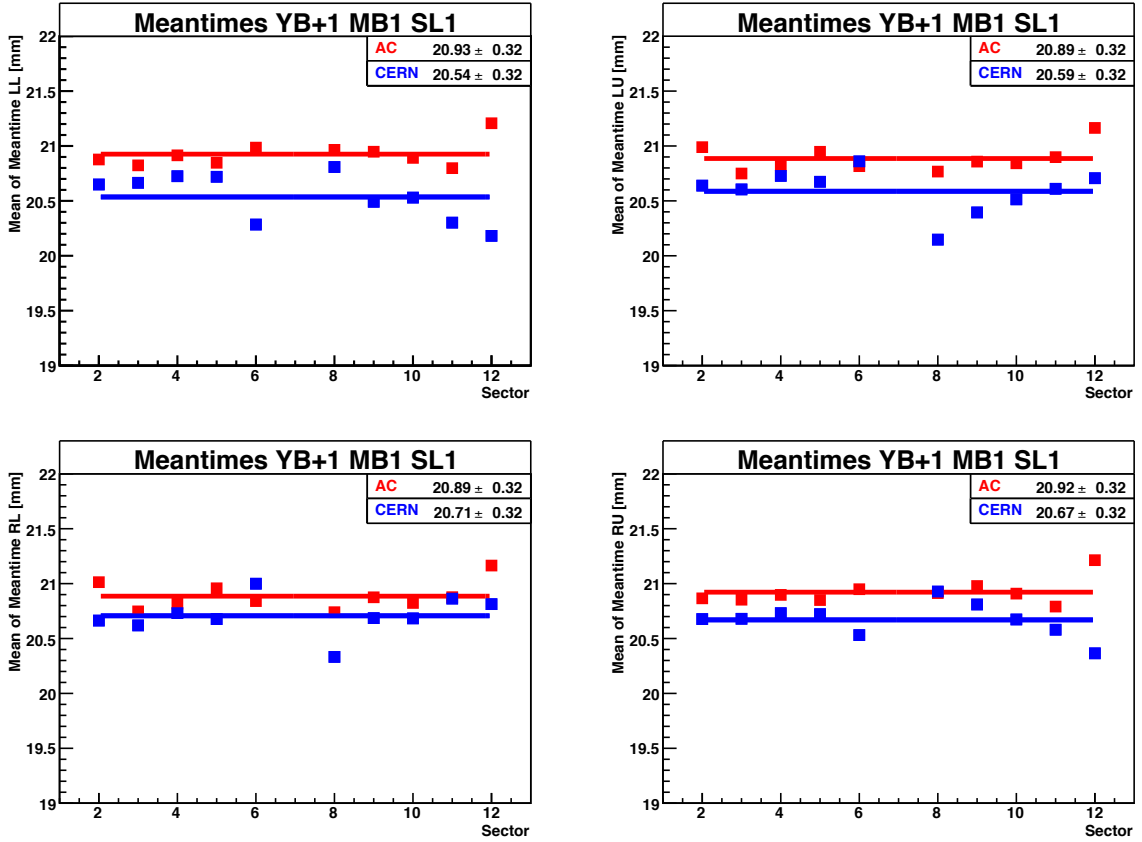 Meantimes YB+1 MB1 SL1
AC 20.93 ± 0.32
CERN 20.54 ± 0.32
Mean of Meantime LL [mm]
22
21.5
21
20.5
20
19.5
19
2 4 6 8 10 12
Sector
Meantimes YB+1 MB1 SL1
AC 20.89 ± 0.32
CERN 20.59 ± 0.32
Mean of Meantime LU [mm]
22
21.5
21
20.5
20
19.5
19
2 4 6 8 10 12
Sector
Meantimes YB+1 MB1 SL1
AC 20.89 ± 0.32
CERN 20.71 ± 0.32
Mean of Meantime RL [mm]
22
21.5
21
20.5
20
19.5
19
2 4 6 8 10 12
Sector
Meantimes YB+1 MB1 SL1
AC 20.92 ± 0.32
CERN 20.67 ± 0.32
Mean of Meantime RU [mm]
22
21.5
21
20.5
20
19.5
19
2 4 6 8 10 12
Sector